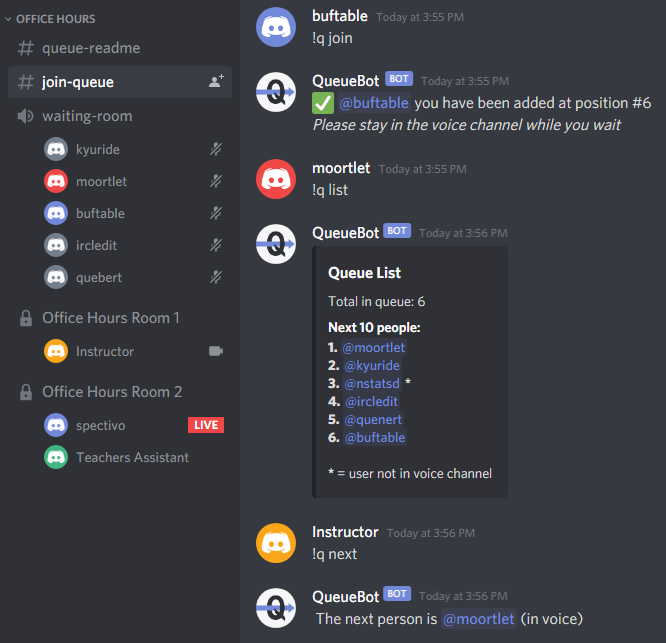 OFFICE HOURS
# queue-readme
# join-queue
waiting-room
kyuride
moortlet
buftable
ircledit
quebert
Office Hours Room 1
Instructor
Office Hours Room 2
spectivo LIVE
Teachers Assistant
buftable Today at 3:55 PM
!q join
QueueBot BOT Today at 3:55 PM
✅ @buftable you have been added at position #6
Please stay in the voice channel while you wait
moortlet Today at 3:55 PM
!q list
QueueBot BOT Today at 3:56 PM
Queue List
Total in queue: 6
Next 10 people:
1. @moortlet
2. @kyuride
3. @nstatsd *
4. @ircledit
5. @quenert
6. @buftable
* = user not in voice channel
Instructor Today at 3:56 PM
!q next
QueueBot BOT Today at 3:56 PM
The next person is @moortlet (in voice)